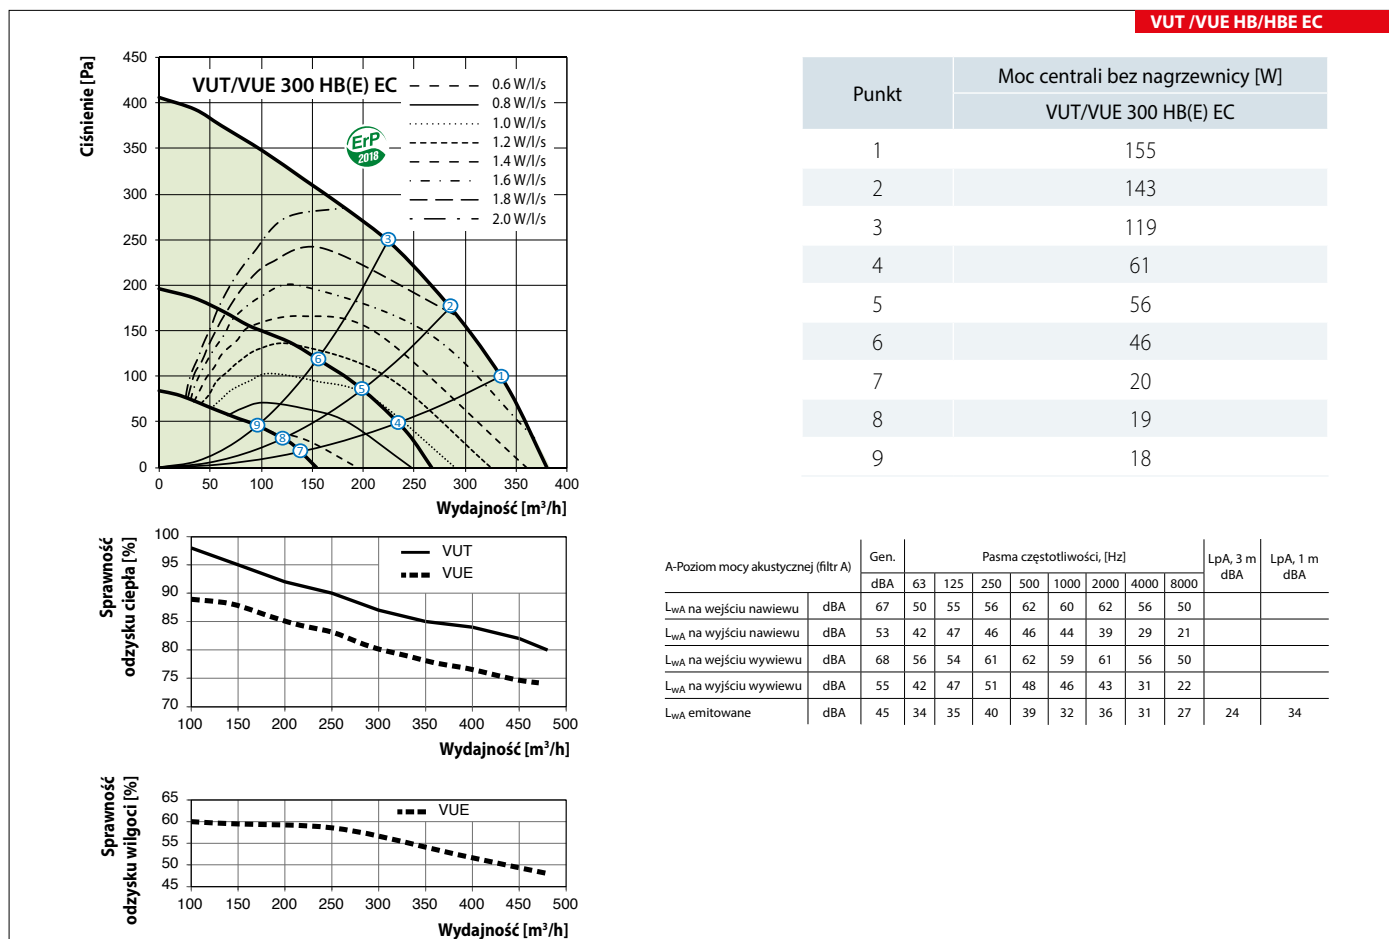 VUT /VUE HB/HBE EC
Ciśnienie [Pa]
450
400
350
300
250
200
150
100
50
0
VUT/VUE 300 HB(E) EC
ErP
2018
0.6 W/l/s
0.8 W/l/s
1.0 W/l/s
1.2 W/l/s
1.4 W/l/s
1.6 W/l/s
1.8 W/l/s
2.0 W/l/s
3
2
1
6
5
4
9
8
7
0 50 100 150 200 250 300 350 400
Wydajność [m³/h]
Punkt
Moc centrali bez nagrzewnicy [W]
VUT/VUE 300 HB(E) EC
1 155
2 143
3 119
4 61
5 56
6 46
7 20
8 19
9 18
Sprawność
odzysku ciepła [%]
100
95
90
85
80
75
70
VUT
VUE
100 150 200 250 300 350 400 450 500
Wydajność [m³/h]
A-Poziom mocy akustycznej (filtr A) Gen. Pasma częstotliwości, [Hz] LpA, 3 m dBA LpA, 1 m dBA
dBA 63 125 250 500 1000 2000 4000 8000
LwA na wejściu nawiewu dBA 67 50 55 56 62 60 62 56 50
LwA na wyjściu nawiewu dBA 53 42 47 46 46 44 39 29 21
LwA na wejściu wywiewu dBA 68 56 54 61 62 59 61 56 50
LwA na wyjściu wywiewu dBA 55 42 47 51 48 46 43 31 22
LwA emitowane dBA 45 34 35 40 39 32 36 31 27 24 34
Sprawność
odzysku wilgoci [%]
65
60
55
50
45
VUE
100 150 200 250 300 350 400 450 500
Wydajność [m³/h]